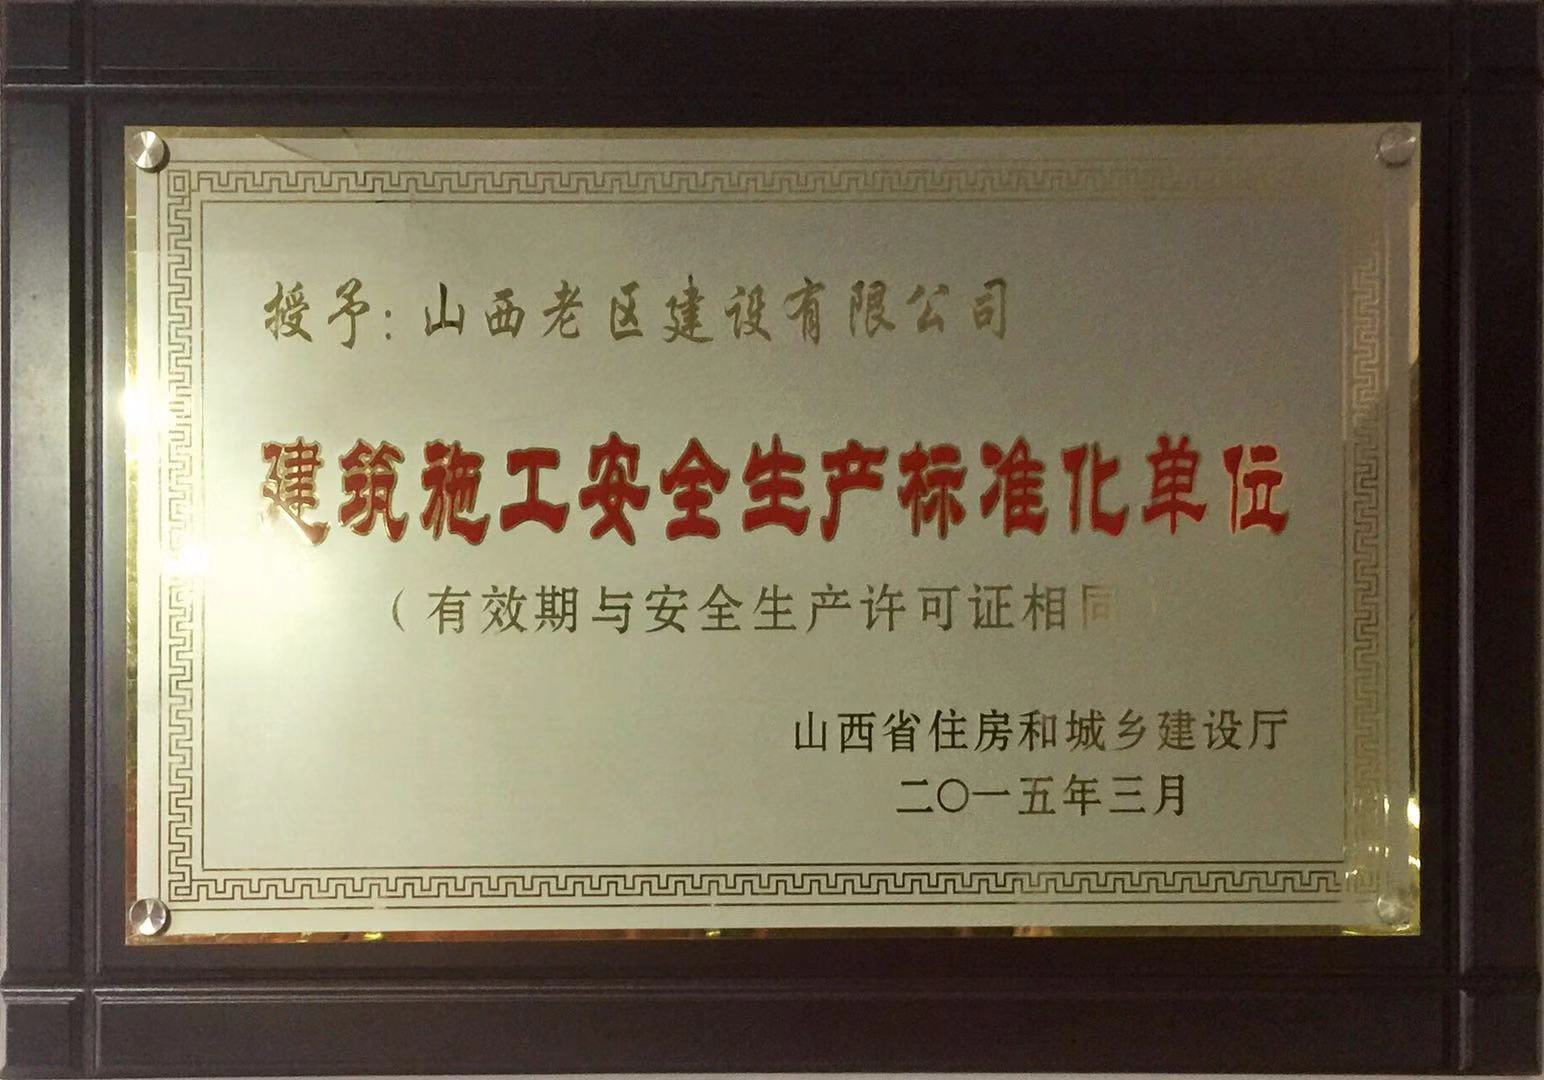 授予：山西老区建设有限公司
建筑施工安全生产标准化单位
（有效期与安全生产许可证相同）
山西省住房和城乡建设厅
二〇一五年三月